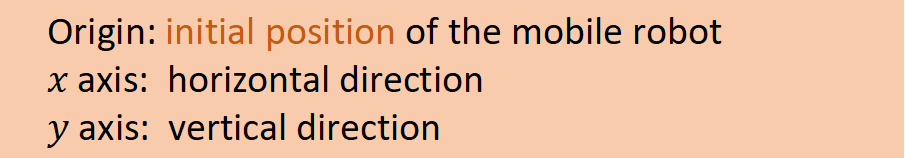 Origin: initial position of the mobile robot
x axis: horizontal direction
y axis: vertical direction